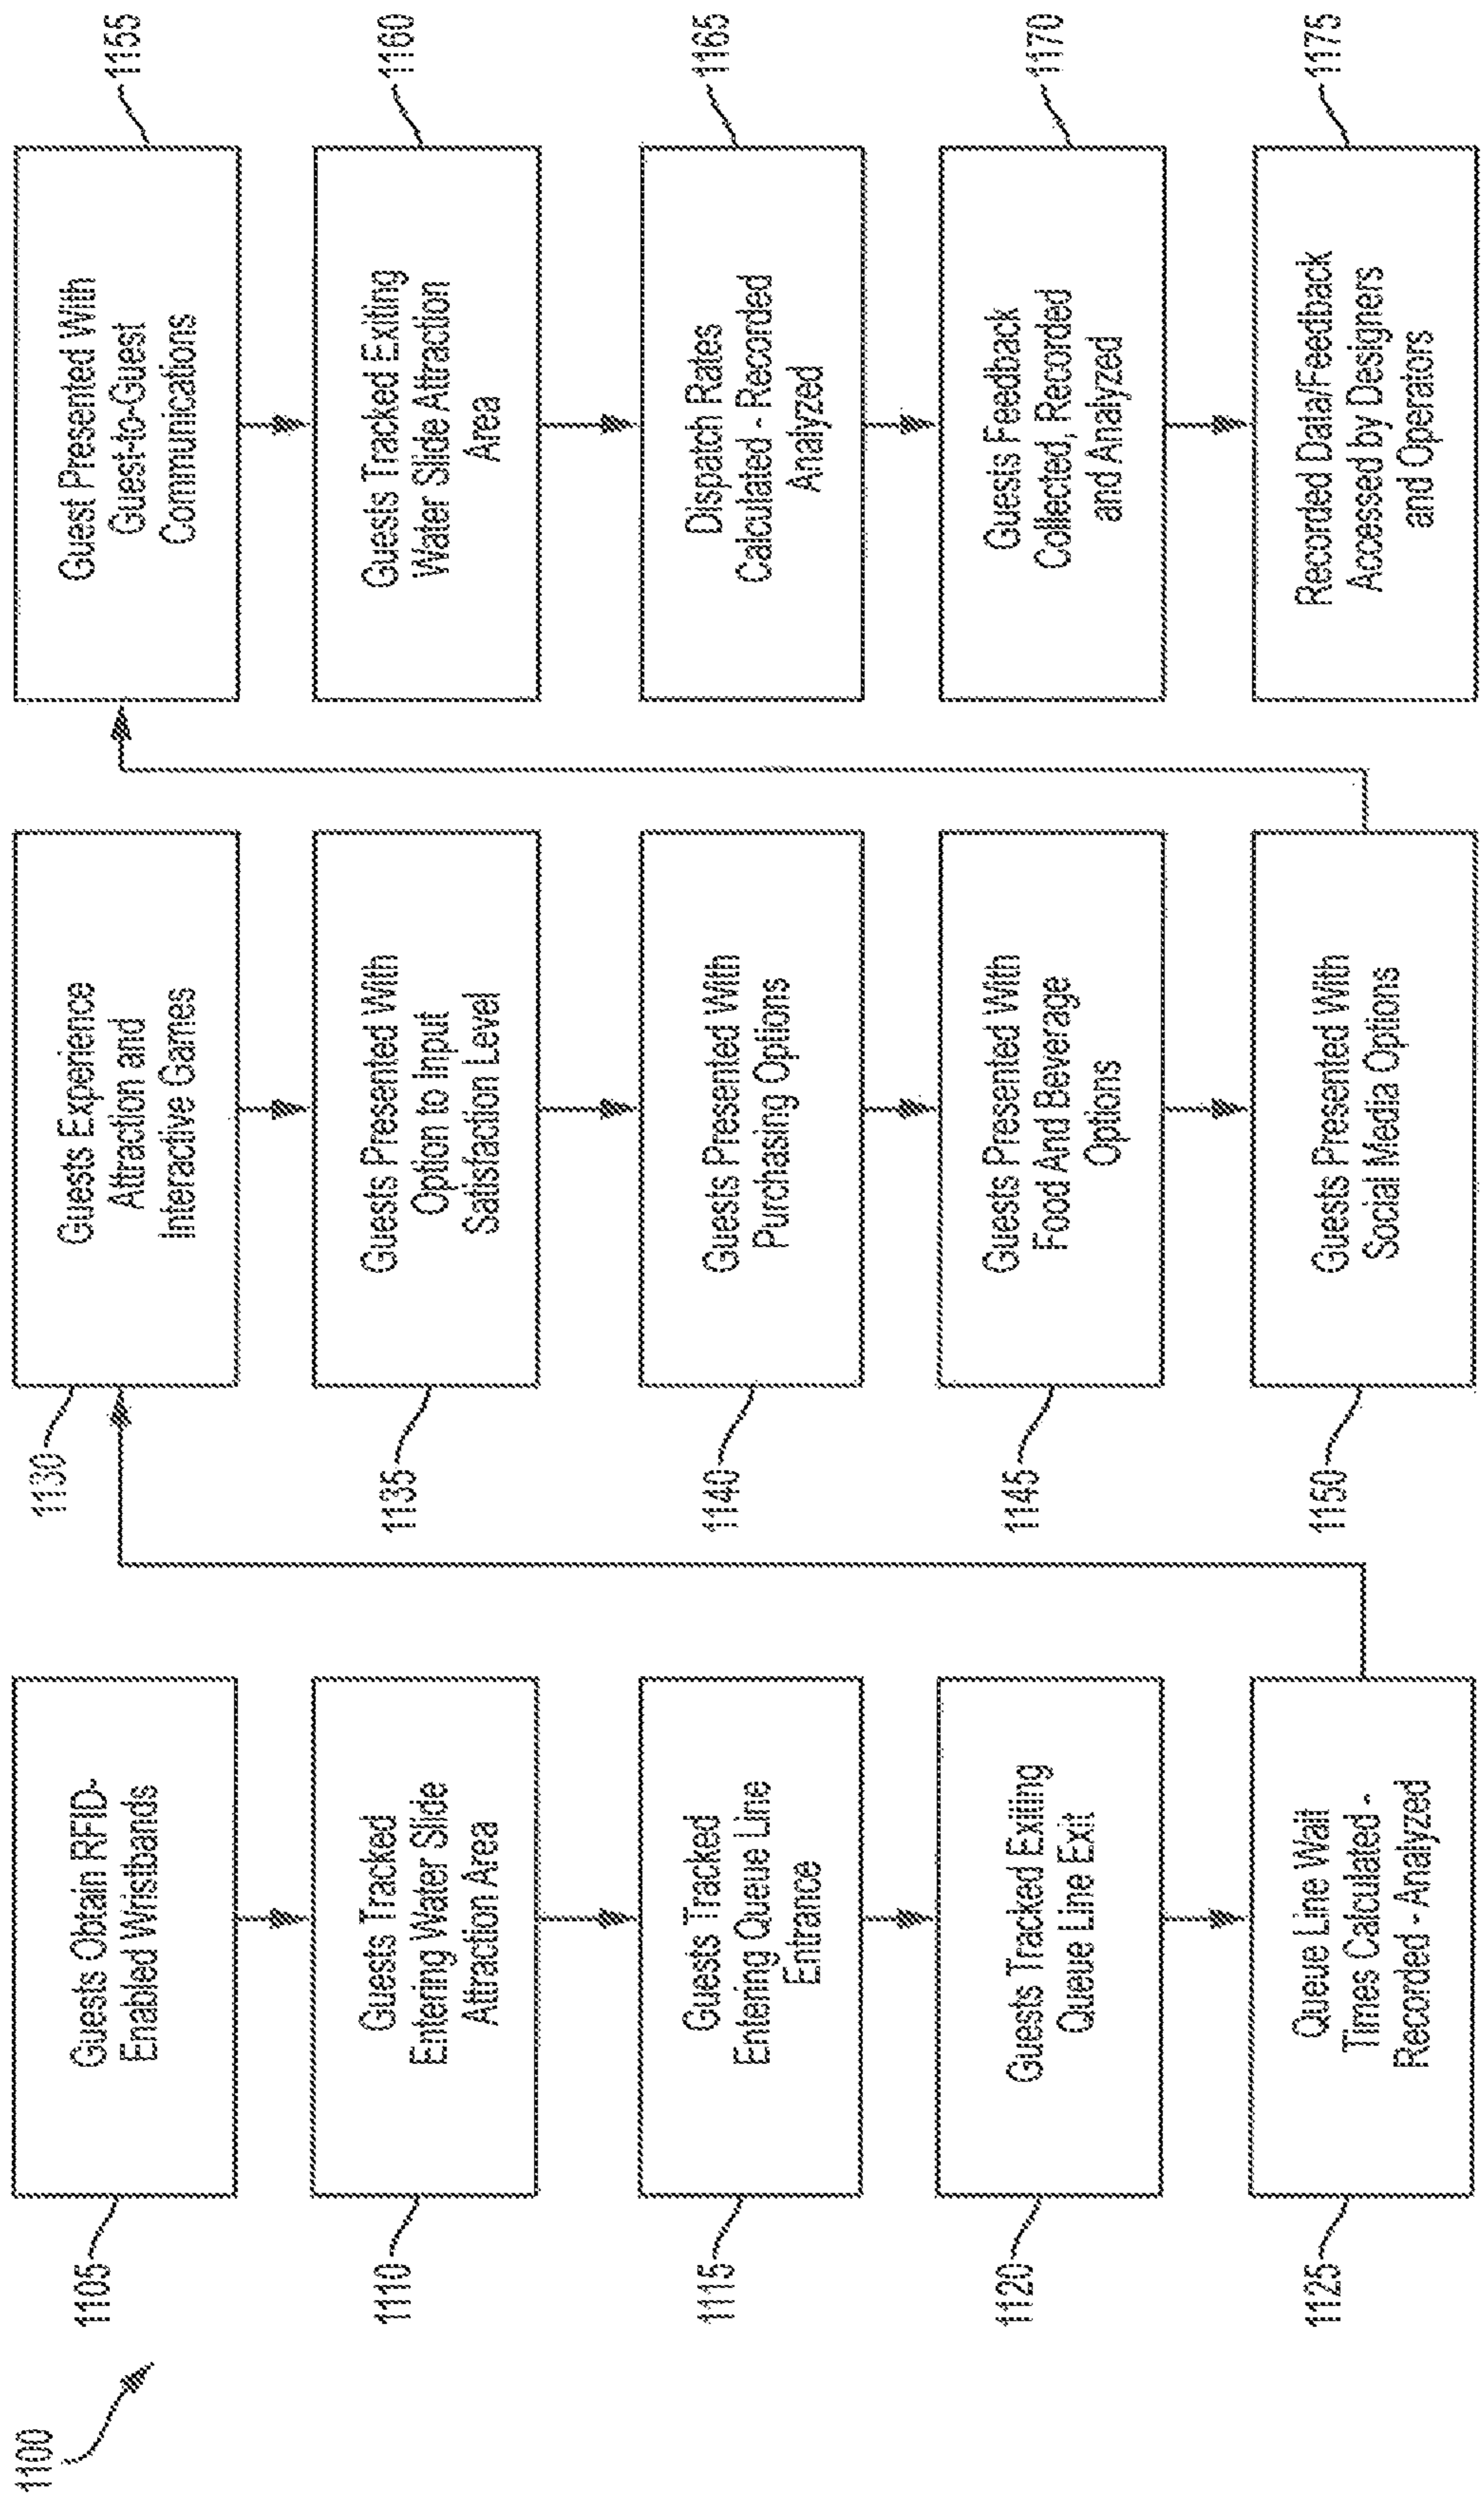 1100
1105
Guests Obtain RFID-
Enabled Wristbands
1110
Guests Tracked
Entering Water Slide
Attraction Area
1115
Guests Tracked
Entering Queue Line
Entrance
1120
Guests Tracked Exiting
Queue Line Exit
1125
Queue Line Wait
Times Calculated -
Recorded - Analyzed
1130
Guests Experience
Attraction and
Interactive Games
1135
Guests Presented With
Option to Input
Satisfaction Level
1140
Guests Presented With
Purchasing Options
1145
Guests Presented With
Food And Beverage
Options
1150
Guests Presented With
Social Media Options
1155
Guest Presented With
Guest-to-Guest
Communications
1160
Guests Tracked Exiting
Water Slide Attraction
Area
1165
Dispatch Rates
Calculated - Recorded
Analyzed
1170
Guests Feedback
Collected, Recorded
and Analyzed
1175
Recorded Data/Feedback
Accessed by Designers
and Operators